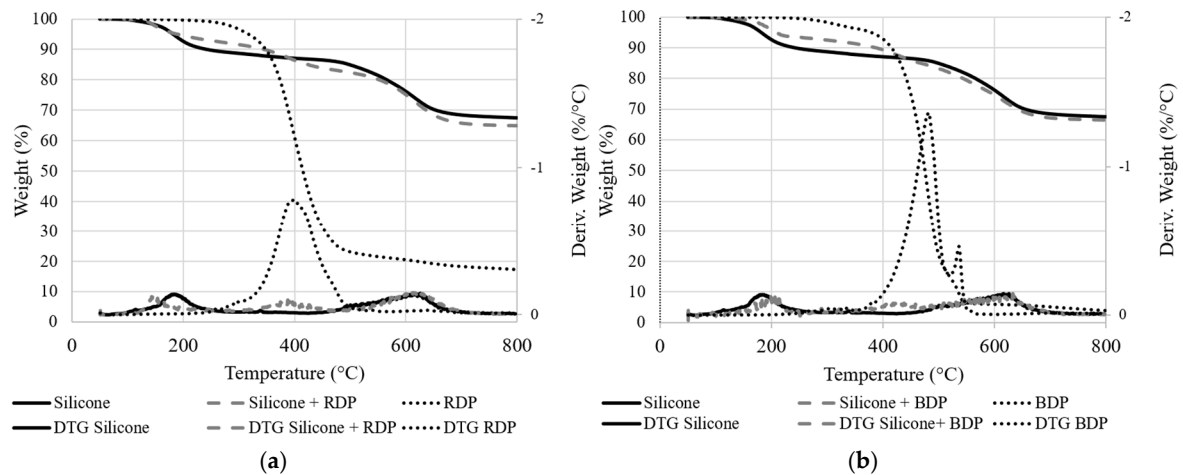 100
90
80
70
60
50
40
30
20
10
0
Weight (%)
-2
-1
0
Deriv. Weight (%/°C)
0 200 400 600 800
Temperature (°C)
Silicone Silicone + RDP RDP
DTG Silicone DTG Silicone + RDP DTG RDP
(a)
100
90
80
70
60
50
40
30
20
10
0
Weight (%)
-2
-1
0
Deriv. Weight (%/°C)
0 200 400 600 800
Temperature (°C)
Silicone Silicone + BDP BDP
DTG Silicone DTG Silicone+ BDP DTG BDP
(b)